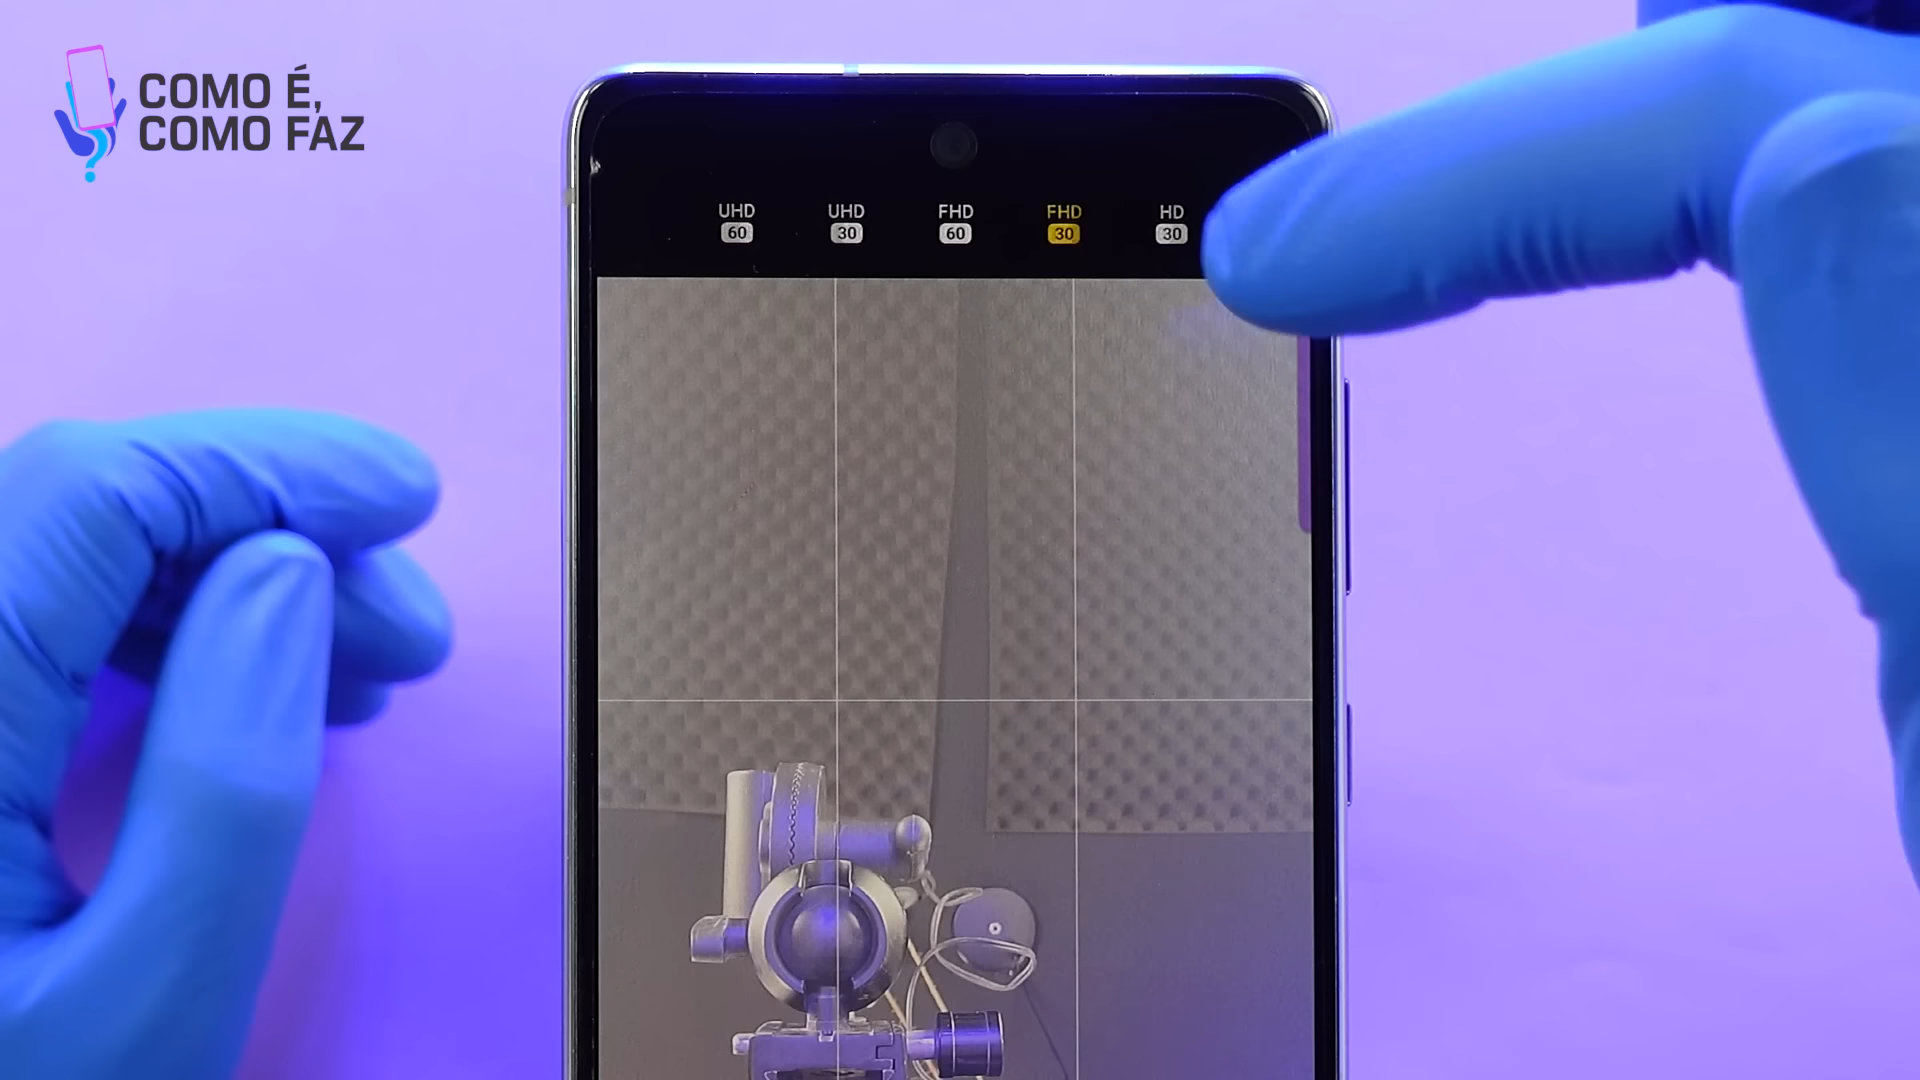 COMO É,
COMO FAZ
UHD UHD FHD FHD HD
60 30 60 30 30